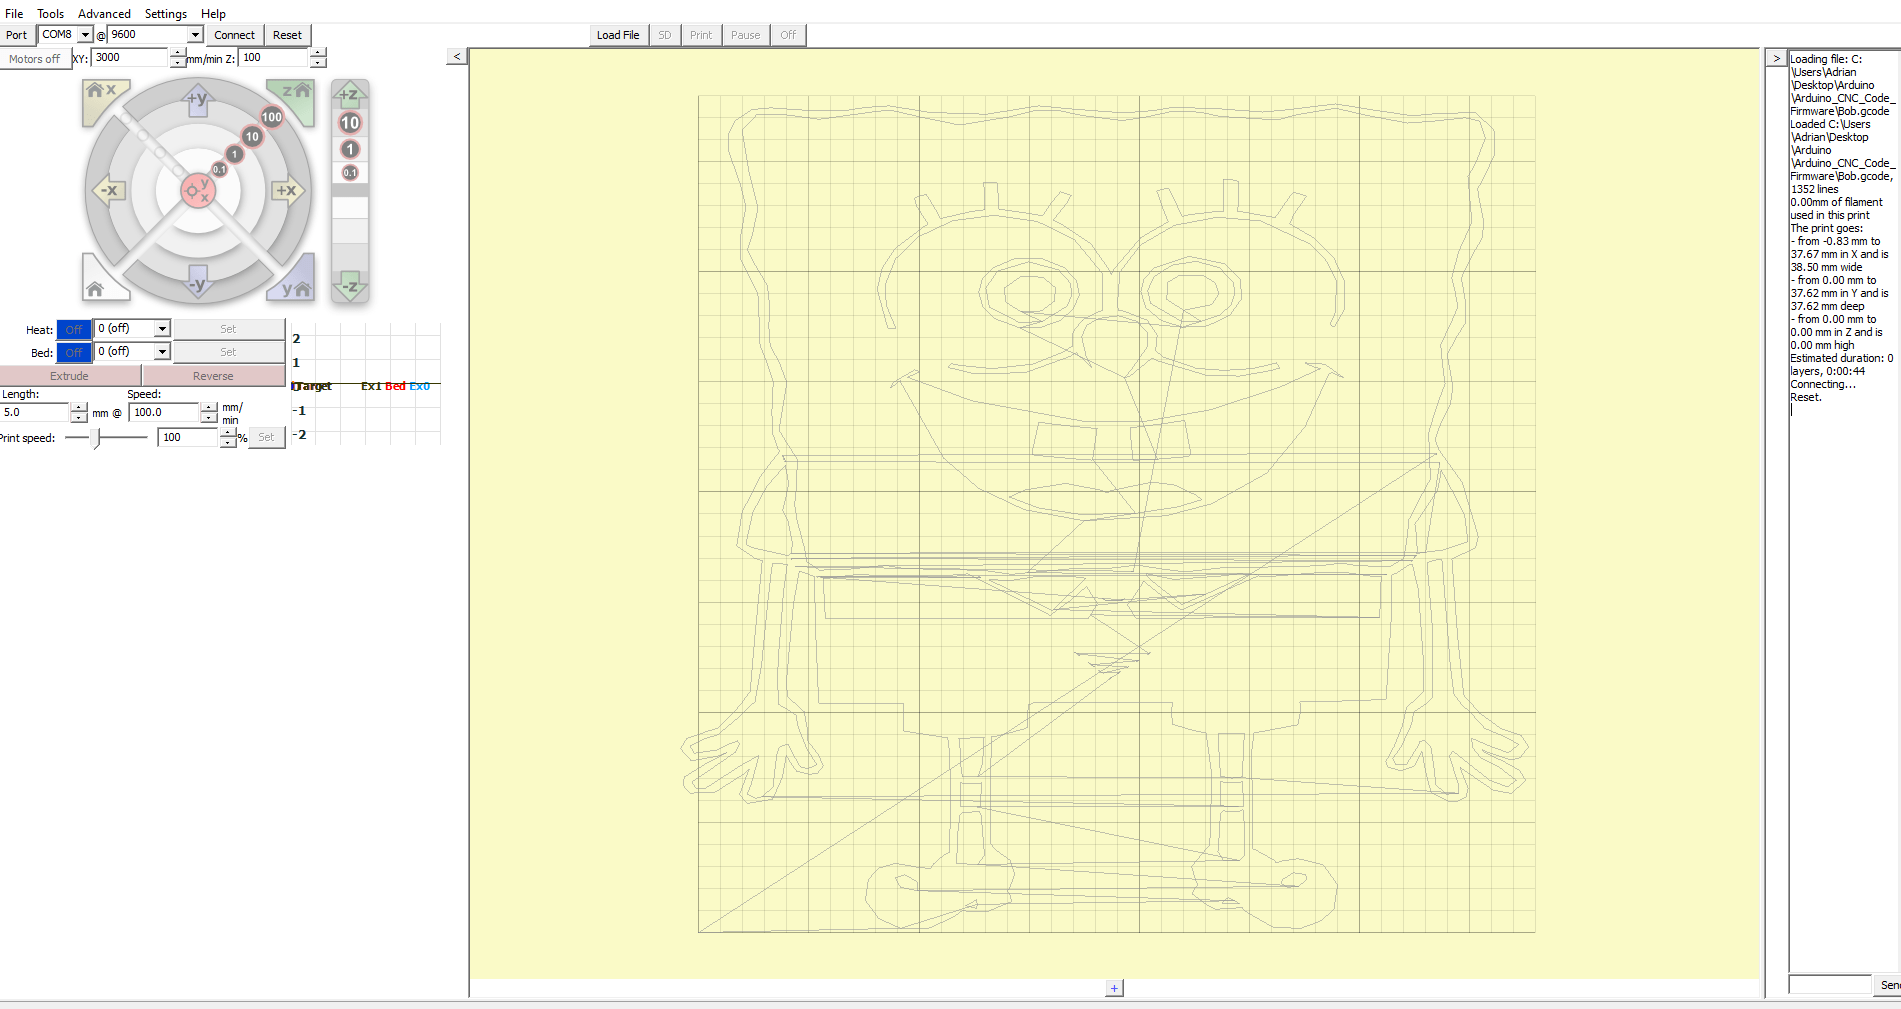 File Tools Advanced Settings Help
Port COM8 @ 9600 Connect Reset Load File SD Print Pause Off
Motors off XY: 3000 mm/min Z: 100 < >
x z
+y +z
100 10
10 1
1 0.1
0.1
-x y x +x
-y -z
y
Heat: Off 0 (off) Set
Bed: Off 0 (off) Set
Extrude Reverse
Length: Speed:
5.0 mm @ 100.0 mm/
min
Print speed: 100 % Set
2
1
0 Target Ex1 Bed Ex0
-1
-2
+
Loading file: C:
\Users\Adrian
\Desktop\Arduino
\Arduino_CNC_Code_
Firmware\Bob.gcode
Loaded C:\Users
\Adrian\Desktop
\Arduino
\Arduino_CNC_Code_
Firmware\Bob.gcode,
1352 lines
0.00mm of filament
used in this print
The print goes:
- from -0.83 mm to
37.67 mm in X and is
38.50 mm wide
- from 0.00 mm to
37.62 mm in Y and is
37.62 mm deep
- from 0.00 mm to
0.00 mm in Z and is
0.00 mm high
Estimated duration: 0
layers, 0:00:44
Connecting...
Reset.
Send